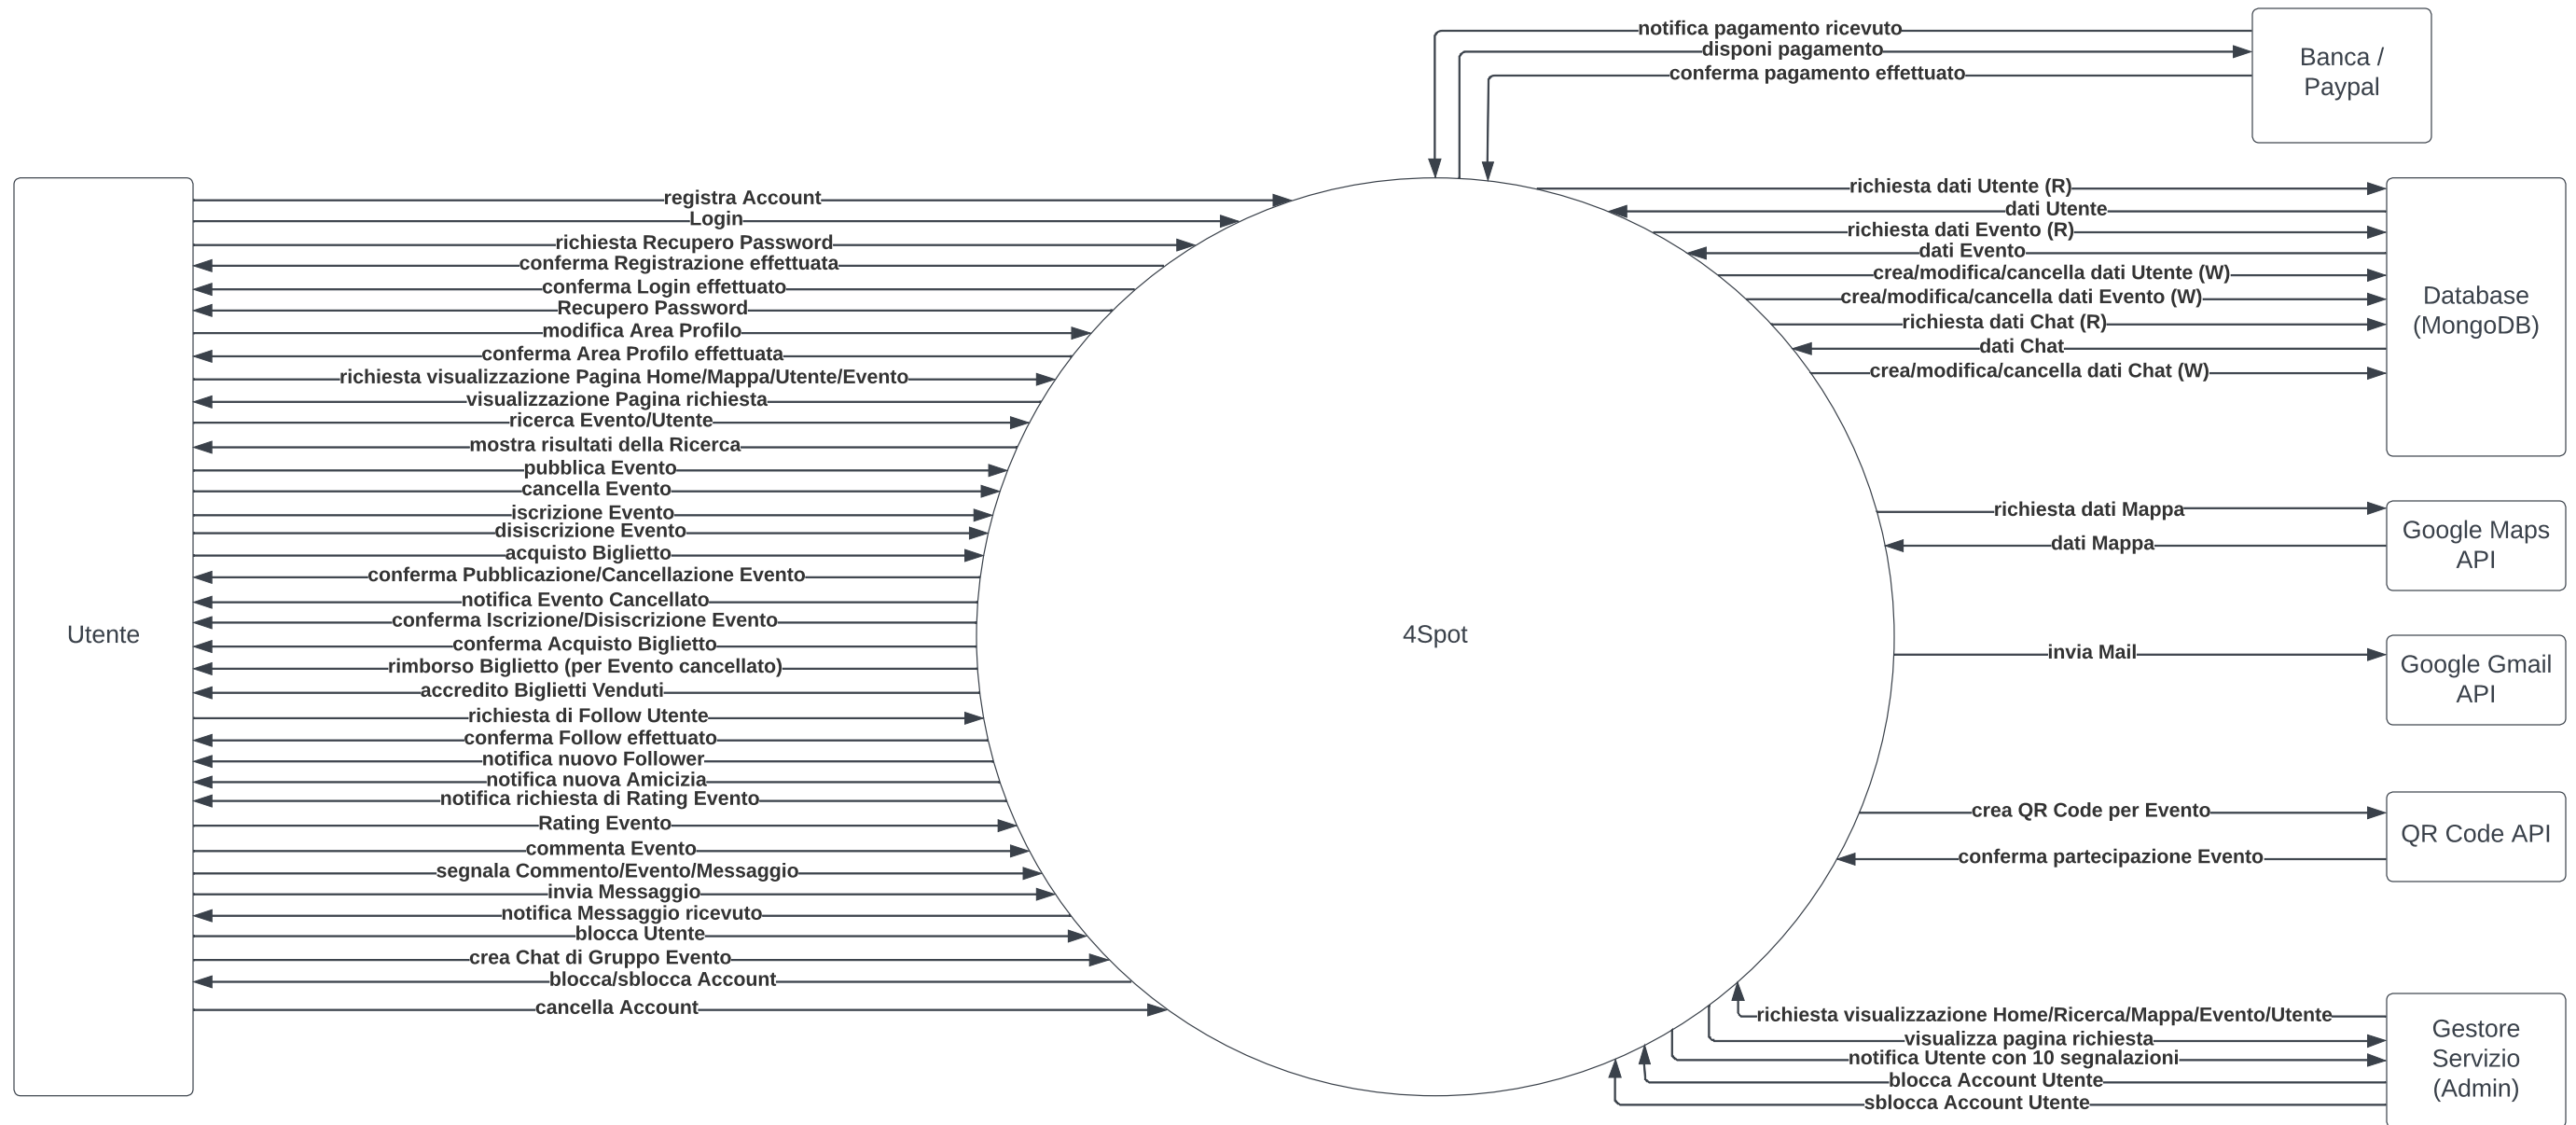 notifica pagamento ricevuto
disponi pagamento
conferma pagamento effettuato
Banca /
Paypal
Utente
registra Account
Login
richiesta Recupero Password
conferma Registrazione effettuata
conferma Login effettuato
Recupero Password
modifica Area Profilo
conferma Area Profilo effettuata
richiesta visualizzazione Pagina Home/Mappa/Utente/Evento
visualizzazione Pagina richiesta
ricerca Evento/Utente
mostra risultati della Ricerca
pubblica Evento
cancella Evento
iscrizione Evento
disiscrizione Evento
acquisto Biglietto
conferma Pubblicazione/Cancellazione Evento
notifica Evento Cancellato
conferma Iscrizione/Disiscrizione Evento
conferma Acquisto Biglietto
rimborso Biglietto (per Evento cancellato)
accredito Biglietti Venduti
richiesta di Follow Utente
conferma Follow effettuato
notifica nuovo Follower
notifica nuova Amicizia
notifica richiesta di Rating Evento
Rating Evento
commenta Evento
segnala Commento/Evento/Messaggio
invia Messaggio
notifica Messaggio ricevuto
blocca Utente
crea Chat di Gruppo Evento
blocca/sblocca Account
cancella Account
4Spot
richiesta dati Utente (R)
dati Utente
richiesta dati Evento (R)
dati Evento
crea/modifica/cancella dati Utente (W)
crea/modifica/cancella dati Evento (W)
richiesta dati Chat (R)
dati Chat
crea/modifica/cancella dati Chat (W)
Database
(MongoDB)
richiesta dati Mappa
dati Mappa
Google Maps
API
invia Mail
Google Gmail
API
crea QR Code per Evento
conferma partecipazione Evento
QR Code API
richiesta visualizzazione Home/Ricerca/Mappa/Evento/Utente
visualizza pagina richiesta
notifica Utente con 10 segnalazioni
blocca Account Utente
sblocca Account Utente
Gestore
Servizio
(Admin)